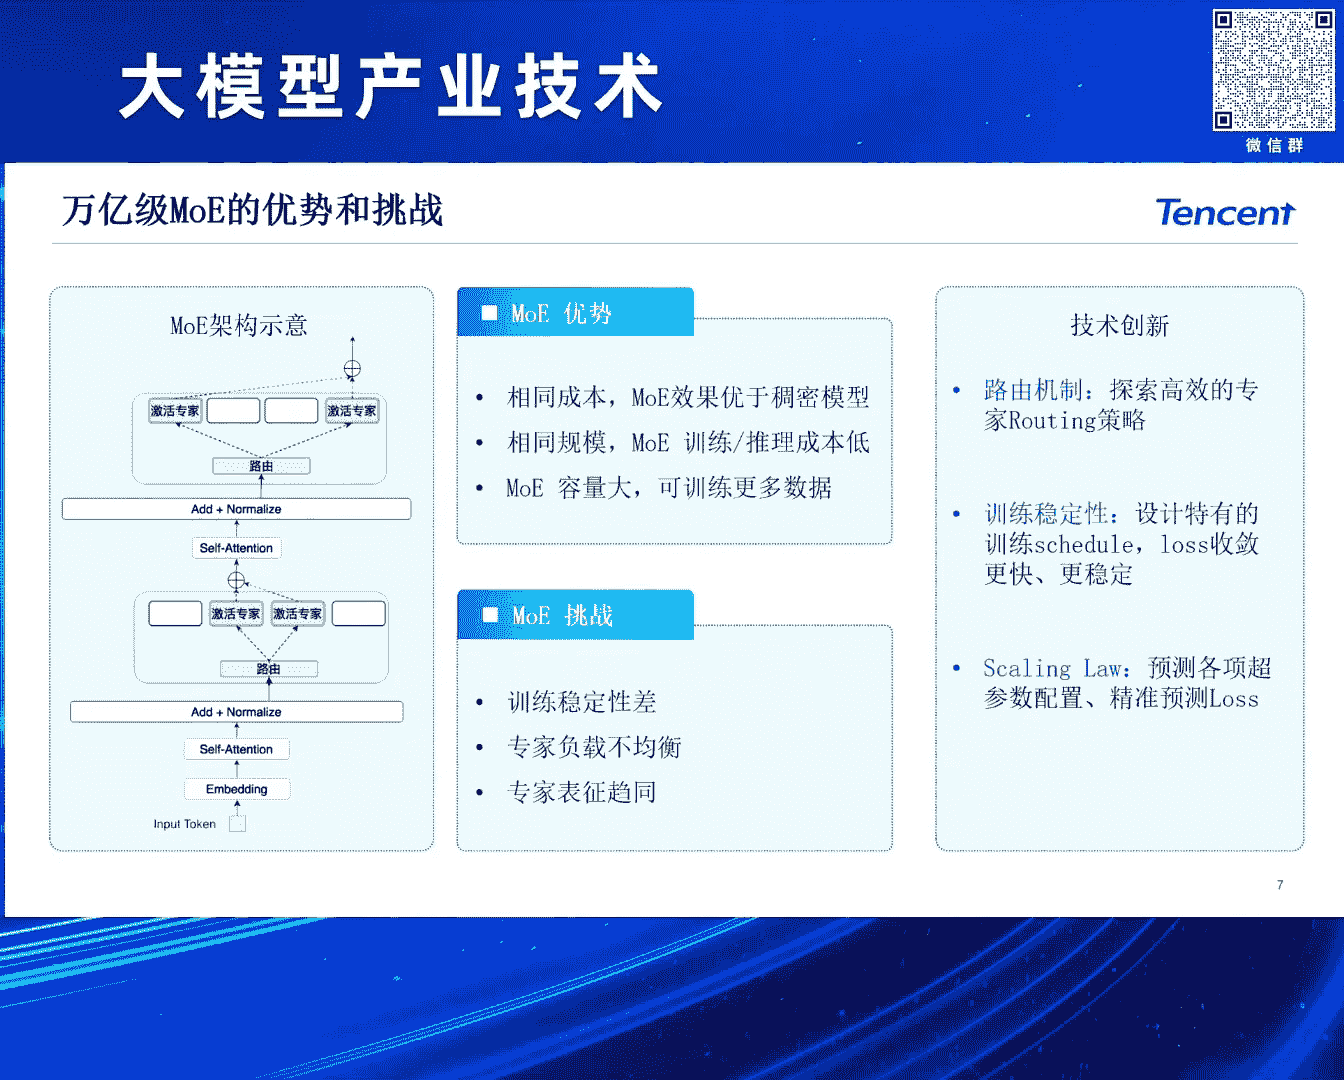 大模型产业技术
微信群
万亿级MoE的优势和挑战
Tencent
MoE架构示意
激活专家
激活专家
路由
Add + Normalize
Self-Attention
激活专家
激活专家
路由
Add + Normalize
Self-Attention
Embedding
Input Token
MoE 优势
• 相同成本，MoE效果优于稠密模型
• 相同规模，MoE 训练/推理成本低
• MoE 容量大，可训练更多数据
MoE 挑战
• 训练稳定性差
• 专家负载不均衡
• 专家表征趋同
技术创新
• 路由机制：探索高效的专
家Routing策略
• 训练稳定性：设计特有的
训练schedule，loss收敛
更快、更稳定
• Scaling Law：预测各项超
参数配置、精准预测Loss
7